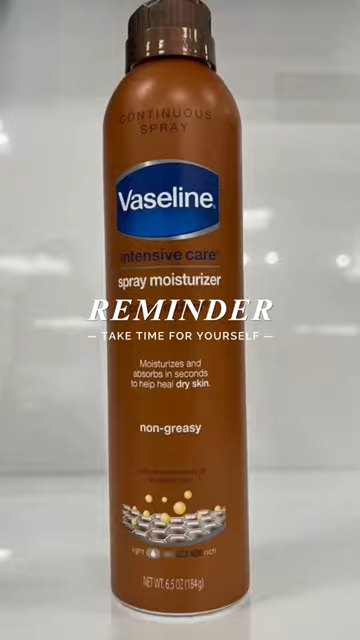 CONTINUOUS
SPRAY
Vaseline
intensive care
spray moisturizer
REMINDER
— TAKE TIME FOR YOURSELF —
Moisturizes and
absorbs in seconds
to help heal dry skin.
non-greasy
light rich
NET WT. 6.5 OZ (184g)